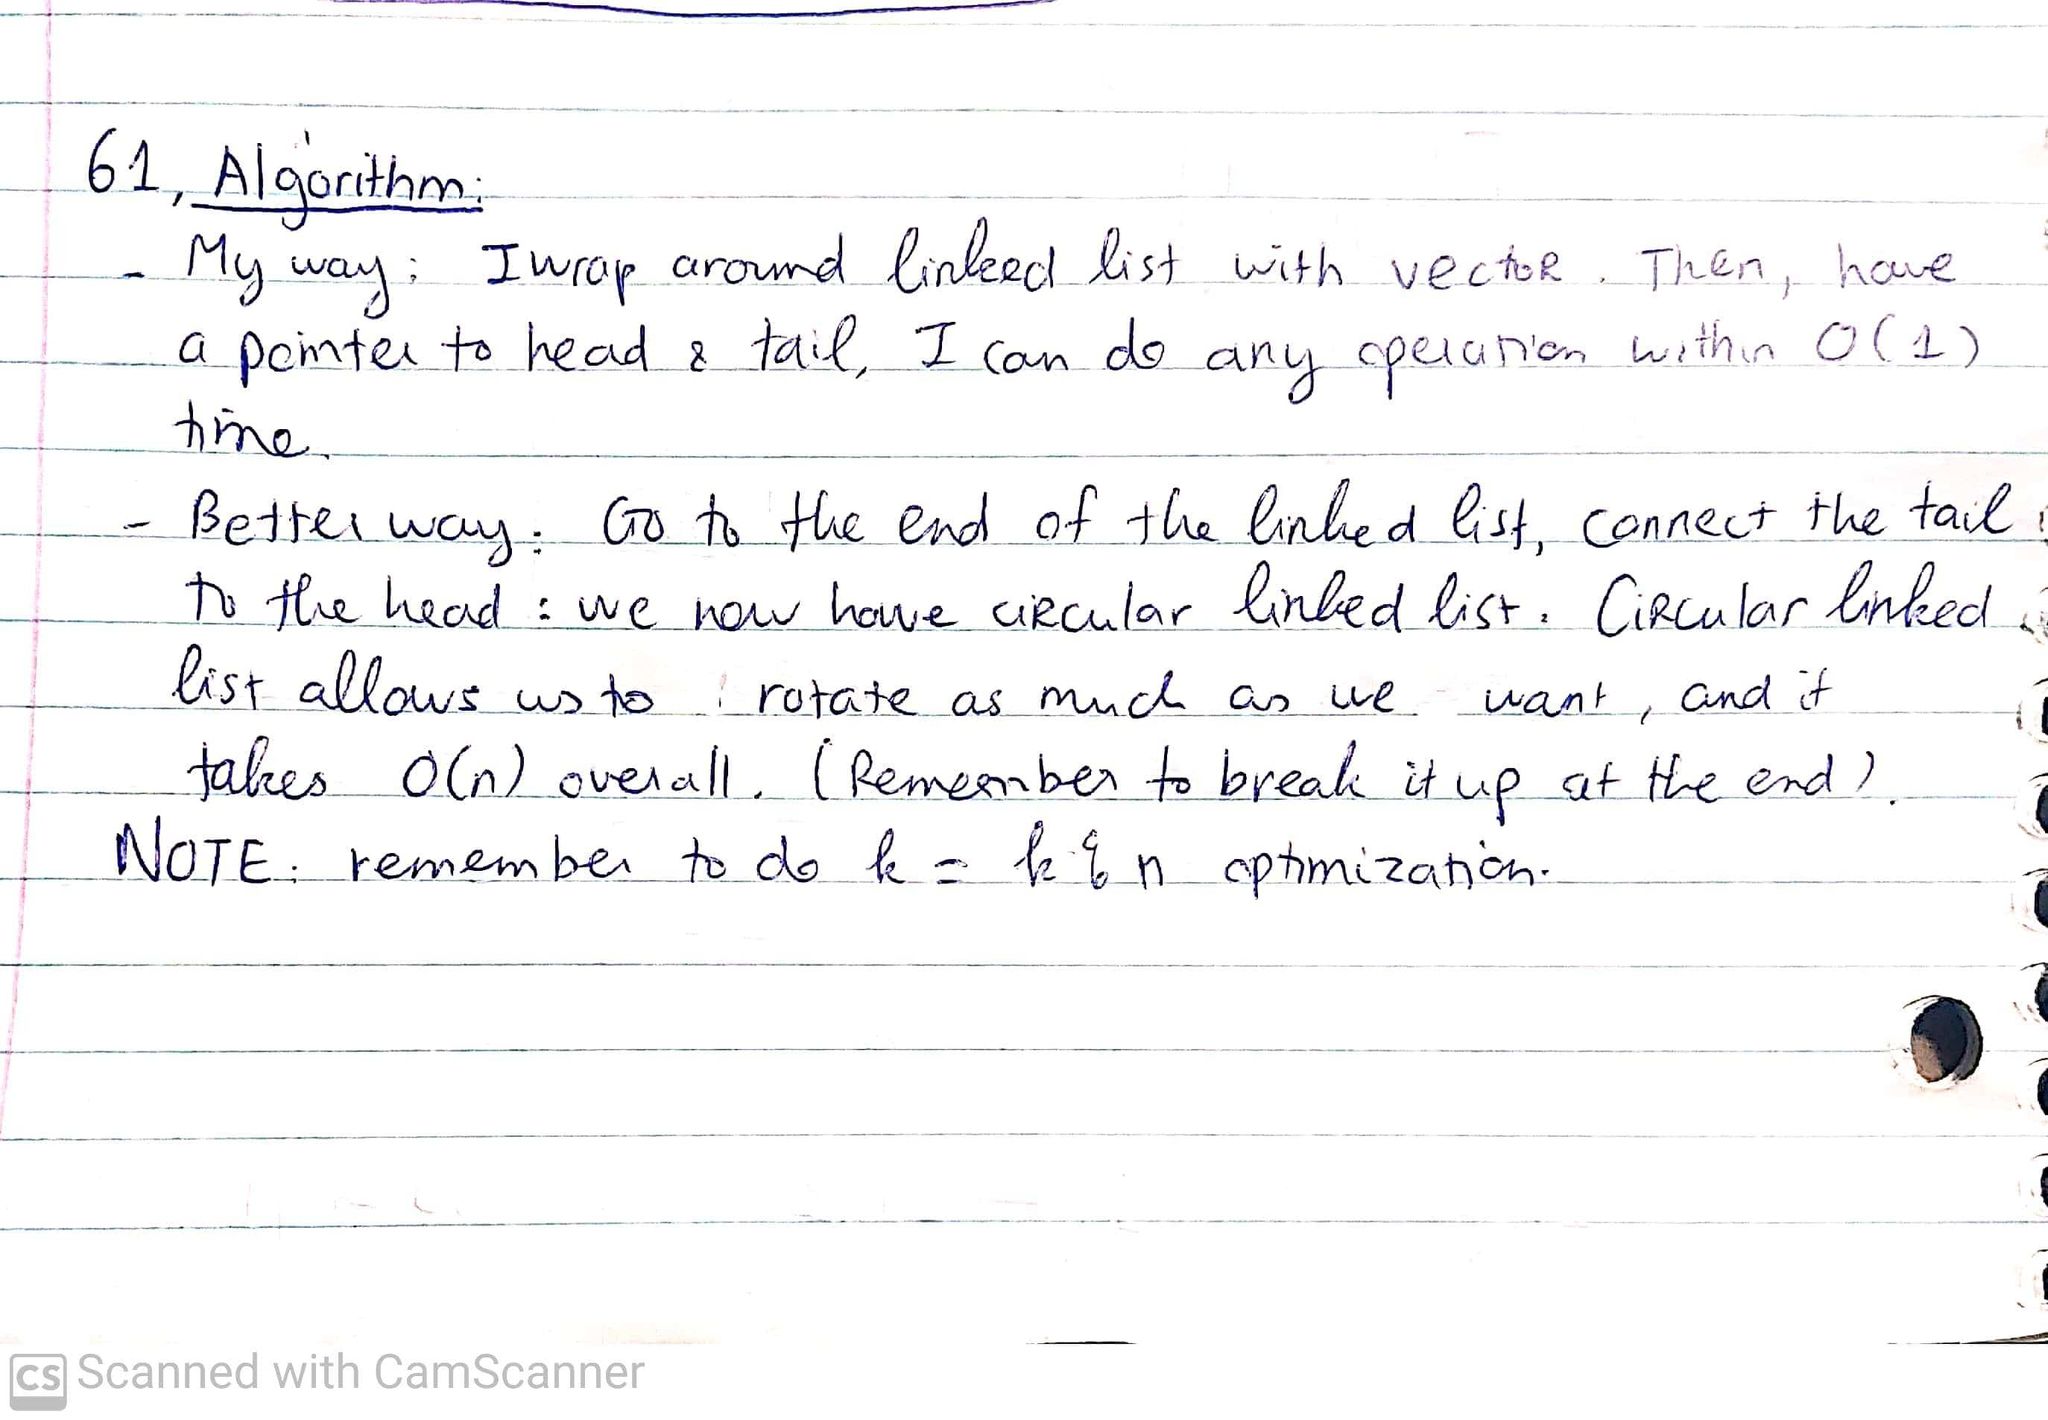 61, Algorithm:
- My way: I wrap around linked list with vector. Then, have
a pointer to head & tail, I can do any operation within O(1)
time.
- Better way: Go to the end of the linked list, connect the tail
to the head : we now have circular linked list. Circular linked
list allows us to rotate as much as we want, and it
takes O(n) overall. (Remember to break it up at the end).
NOTE: remember to do k = k % n optimization.
CS Scanned with CamScanner